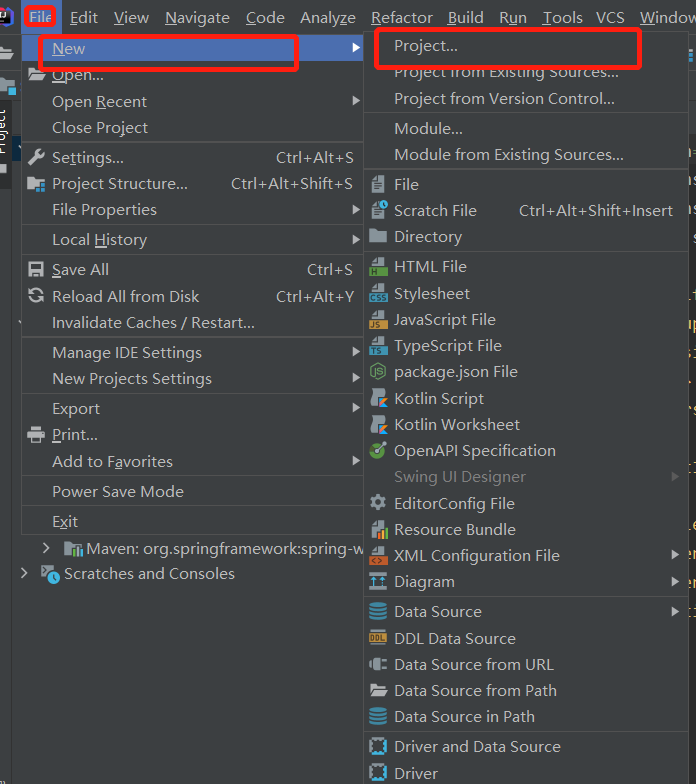 File Edit View Navigate Code Analyze Refactor Build Run Tools VCS Window
New
Open...
Open Recent
Close Project
Settings... Ctrl+Alt+S
Project Structure... Ctrl+Alt+Shift+S
File Properties
Local History
Save All Ctrl+S
Reload All from Disk Ctrl+Alt+Y
Invalidate Caches / Restart...
Manage IDE Settings
New Projects Settings
Export
Print...
Add to Favorites
Power Save Mode
Exit
Maven: org.springframework:spring-w
Scratches and Consoles
Project
Project...
Project from Existing Sources...
Project from Version Control...
Module...
Module from Existing Sources...
File
Scratch File Ctrl+Alt+Shift+Insert
Directory
HTML File
Stylesheet
JavaScript File
TypeScript File
package.json File
Kotlin Script
Kotlin Worksheet
OpenAPI Specification
Swing UI Designer
EditorConfig File
Resource Bundle
XML Configuration File
Diagram
Data Source
DDL Data Source
Data Source from URL
Data Source from Path
Data Source in Path
Driver and Data Source
Driver